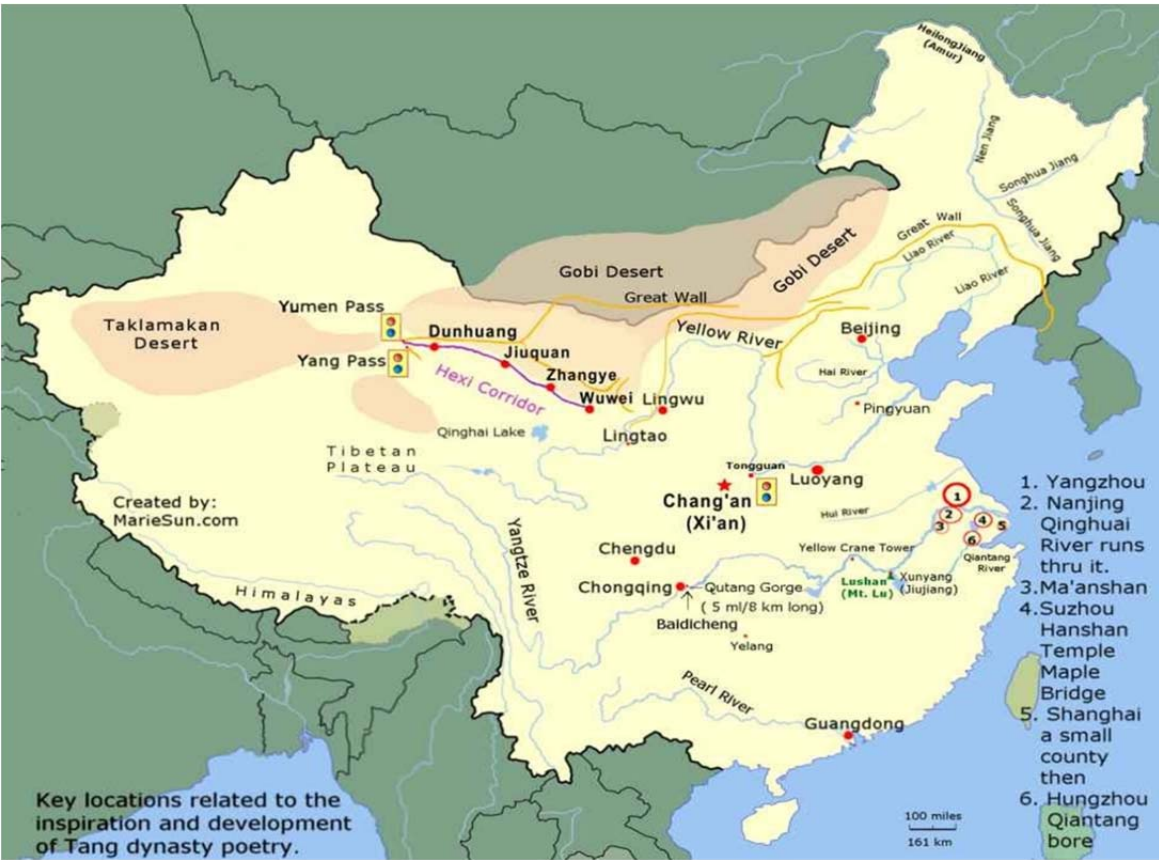 HeilongJiang
(Amur)
Nen Jiang
Songhua Jiang
Songhua Jiang
Great Wall
Liao River
Liao River
Gobi Desert
Gobi Desert
Great Wall
Yumen Pass
Taklamakan
Desert
Dunhuang
Yang Pass
Jiuquan
Zhangye
Hexi Corridor
Wuwei
Lingwu
Yellow River
Beijing
Hai River
Pingyuan
Qinghai Lake
Lingtao
Tibetan
Plateau
Tongguan
Luoyang
Chang'an
(Xi'an)
Created by:
MarieSun.com
Hui River
1
2
3
4
5
6
Yangtze River
Chengdu
Yellow Crane Tower
Qiantang
River
Chongqing
Qutang Gorge
( 5 ml/8 km long)
Lushan
(Mt. Lu)
Xunyang
(Jiujiang)
Himalayas
Baidicheng
Yelang
Pearl River
Guangdong
1. Yangzhou
2. Nanjing
Qinghuai
River runs
thru it.
3.Ma'anshan
4.Suzhou
Hanshan
Temple
Maple
Bridge
5. Shanghai
a small
county
then
6. Hungzhou
Qiantang
bore
Key locations related to the
inspiration and development
of Tang dynasty poetry.
100 miles
161 km